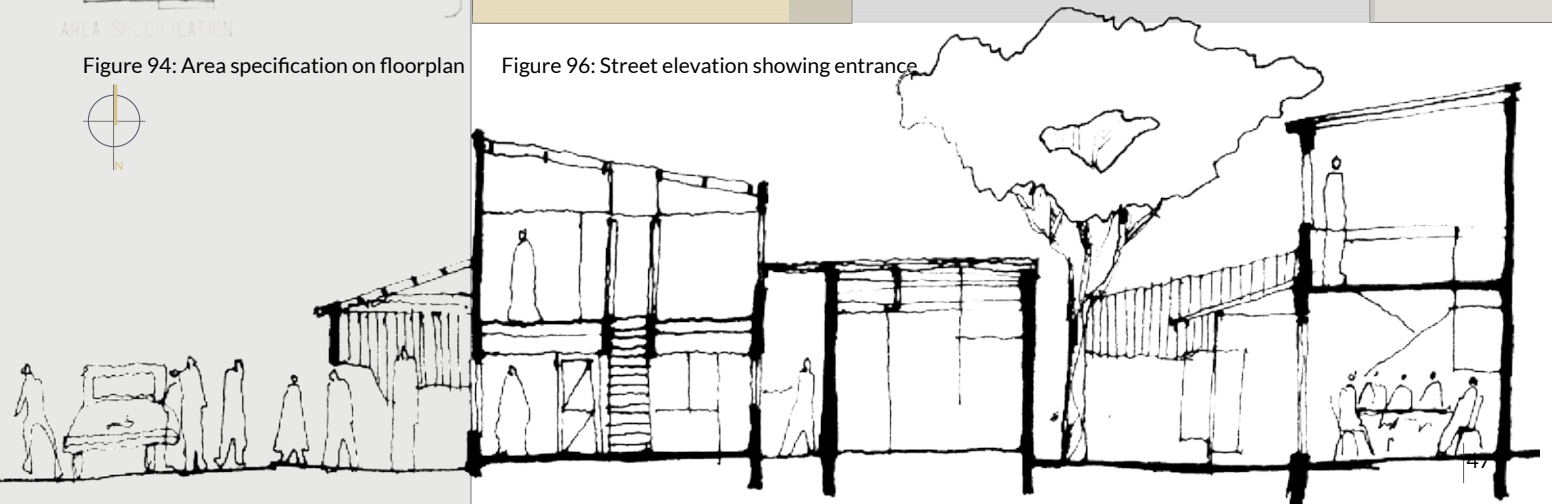 AREA SPECIFICATION
Figure 94: Area specification on floorplan
Figure 96: Street elevation showing entrance
N
47